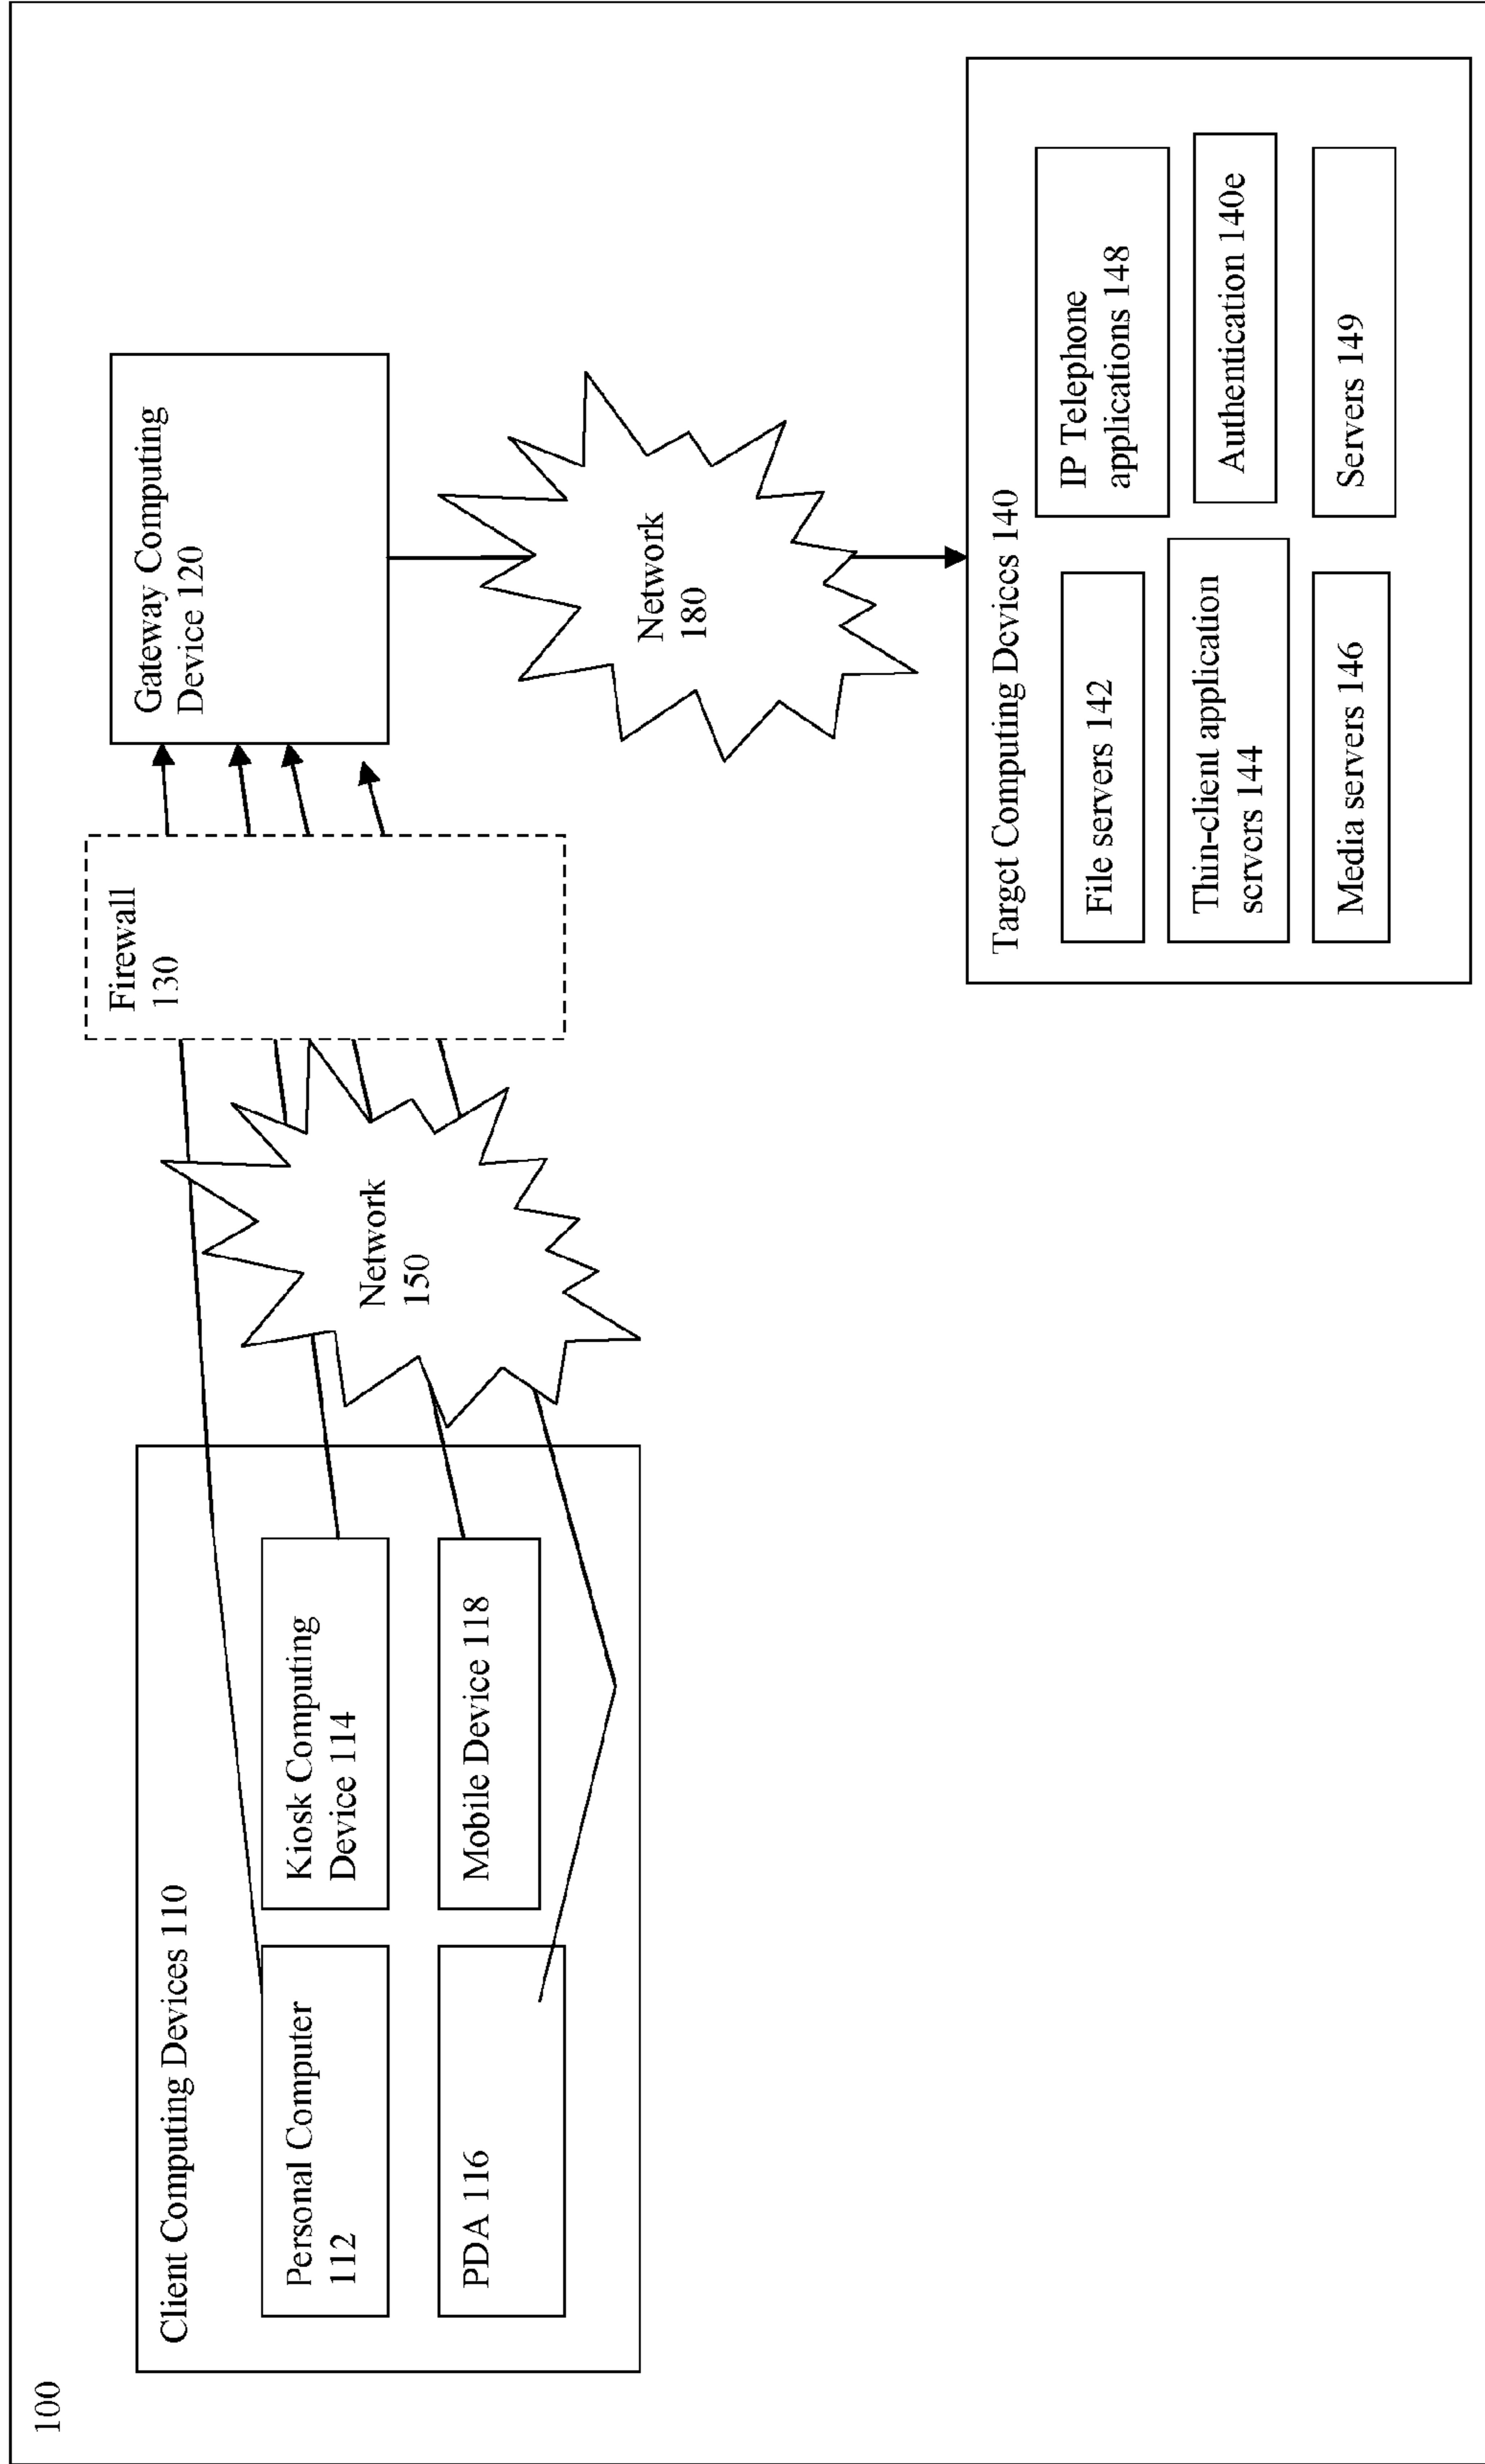 100
Client Computing Devices 110
Personal Computer
112
Kiosk Computing
Device 114
PDA 116
Mobile Device 118
Network
150
Firewall
130
Gateway Computing
Device 120
Network
180
Target Computing Devices 140
File servers 142
IP Telephone
applications 148
Thin-client application
servers 144
Authentication 140e
Media servers 146
Servers 149